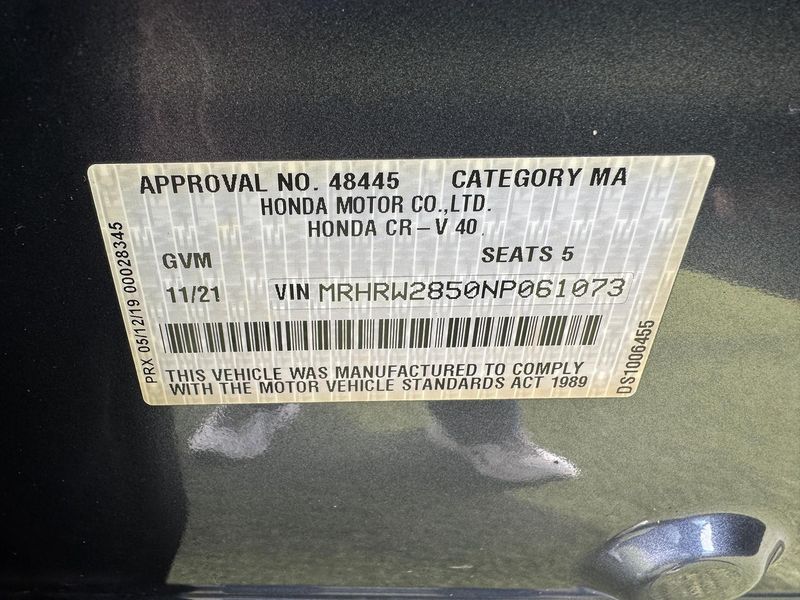 APPROVAL NO. 48445 CATEGORY MA
HONDA MOTOR CO.,LTD.
HONDA CR-V 40
GVM SEATS 5
11/21 VIN MRHRW2850NP061073
THIS VEHICLE WAS MANUFACTURED TO COMPLY
WITH THE MOTOR VEHICLE STANDARDS ACT 1989
PRX 05/12/19 00028345
DS1006455